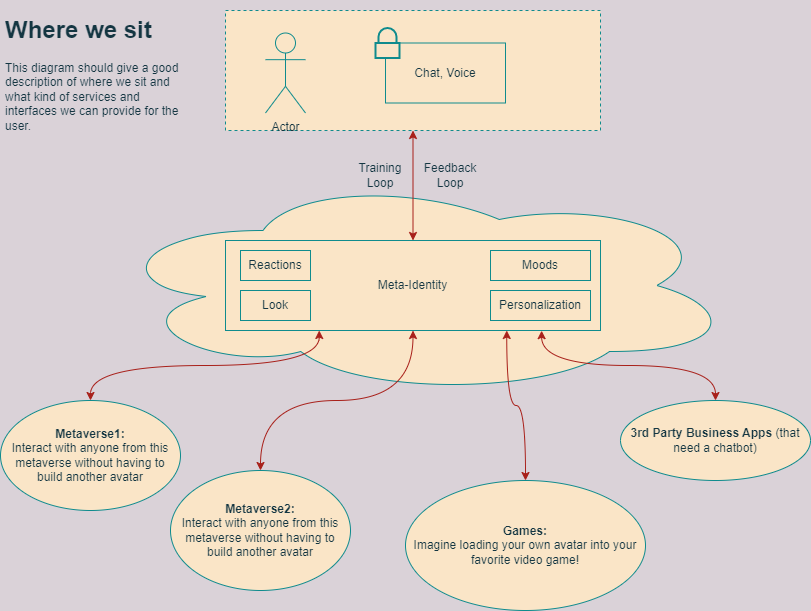 Where we sit
This diagram should give a good
description of where we sit and
what kind of services and
interfaces we can provide for the
user.
Actor
Chat, Voice
Training
Loop
Feedback
Loop
Reactions
Look
Meta-Identity
Moods
Personalization
Metaverse1:
Interact with anyone from this
metaverse without having to
build another avatar
Metaverse2:
Interact with anyone from this
metaverse without having to
build another avatar
Games:
Imagine loading your own avatar into your
favorite video game!
3rd Party Business Apps (that
need a chatbot)